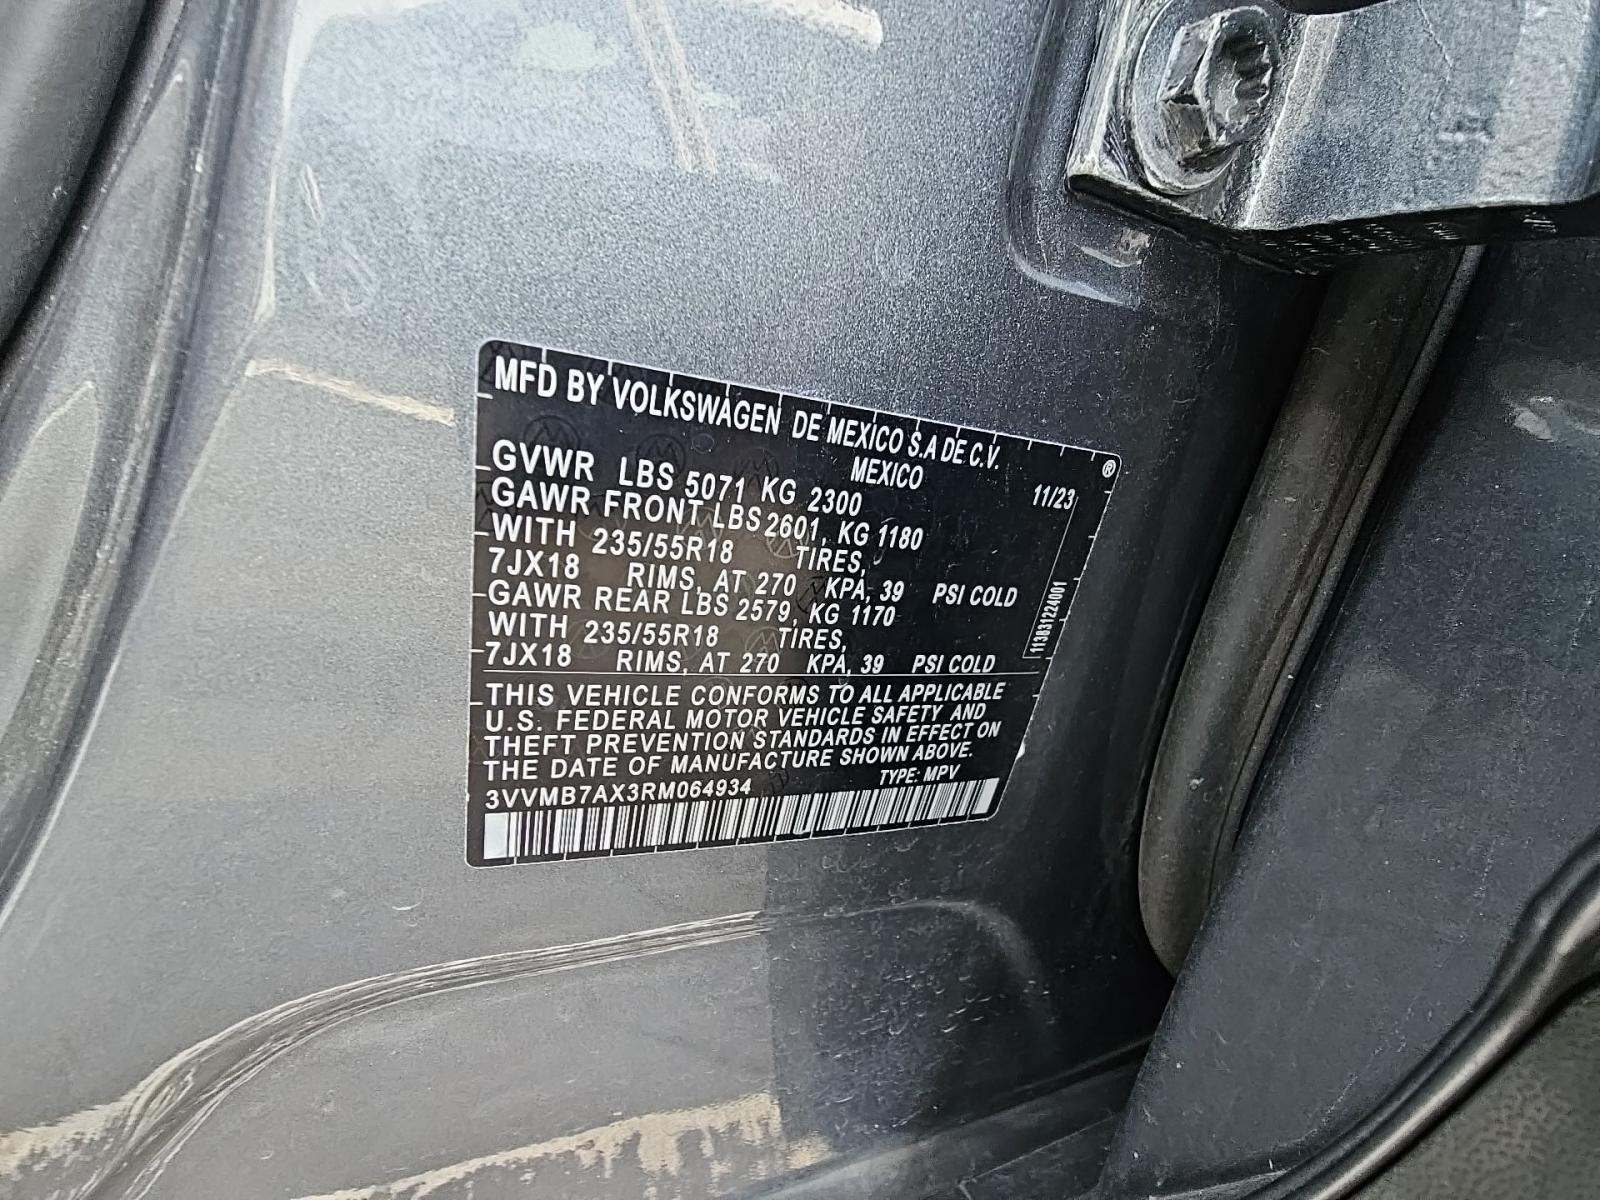 MFD BY VOLKSWAGEN DE MEXICO S.A DE C.V.
MEXICO
®
11/23
GVWR LBS 5071 KG 2300
GAWR FRONT LBS 2601, KG 1180
WITH 235/55R18 TIRES,
7JX18 RIMS, AT 270 KPA, 39 PSI COLD
GAWR REAR LBS 2579, KG 1170
WITH 235/55R18 TIRES,
7JX18 RIMS, AT 270 KPA, 39 PSI COLD
113831224001
THIS VEHICLE CONFORMS TO ALL APPLICABLE
U.S. FEDERAL MOTOR VEHICLE SAFETY AND
THEFT PREVENTION STANDARDS IN EFFECT ON
THE DATE OF MANUFACTURE SHOWN ABOVE.
3VVMB7AX3RM064934 TYPE: MPV